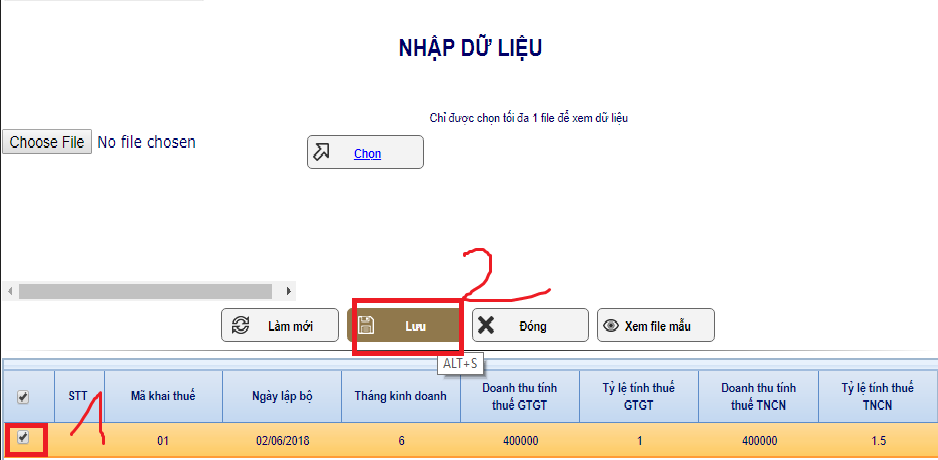 NHẬP DỮ LIỆU
Chỉ được chọn tối đa 1 file để xem dữ liệu
Choose File No file chosen
Chọn
2
Làm mới Lưu Đóng Xem file mẫu
ALT+S
STT Mã khai thuế Ngày lập bộ Tháng kinh doanh Doanh thu tính thuế GTGT Tỷ lệ tính thuế GTGT Doanh thu tính thuế TNCN Tỷ lệ tính thuế TNCN
1
01 02/06/2018 6 400000 1 400000 1.5